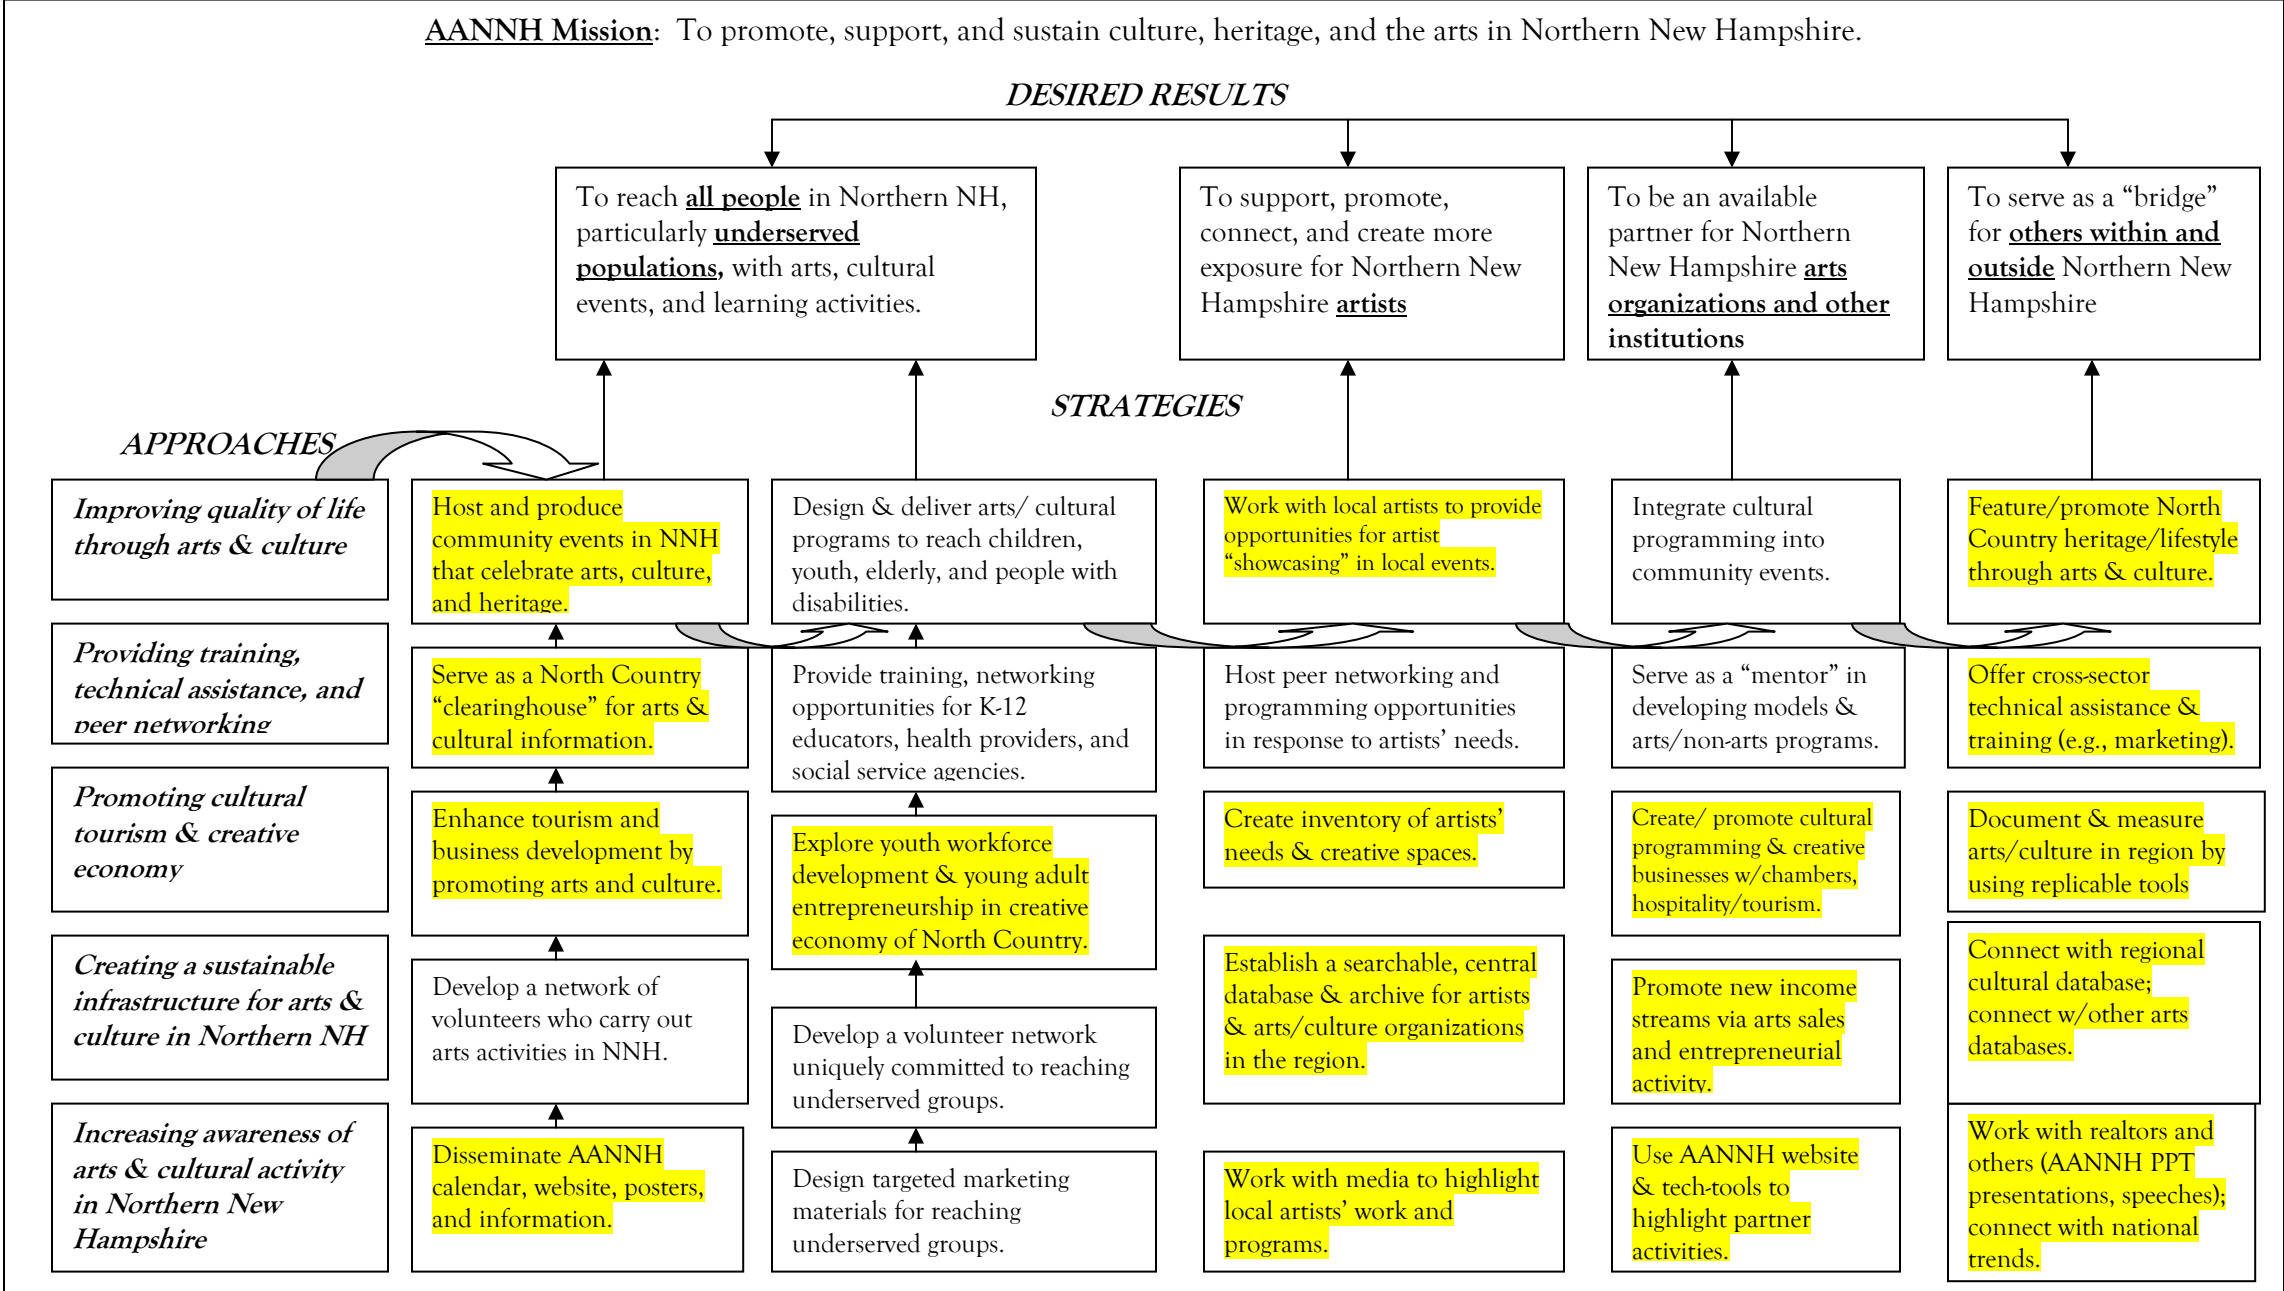 AANNH Mission: To promote, support, and sustain culture, heritage, and the arts in Northern New Hampshire.
DESIRED RESULTS
To reach all people in Northern NH,
particularly underserved
populations, with arts, cultural
events, and learning activities.
To support, promote,
connect, and create more
exposure for Northern New
Hampshire artists
To be an available
partner for Northern
New Hampshire arts
organizations and other
institutions
To serve as a “bridge”
for others within and
outside Northern New
Hampshire
STRATEGIES
APPROACHES
Improving quality of life
through arts & culture
Host and produce
community events in NNH
that celebrate arts, culture,
and heritage.
Design & deliver arts/ cultural
programs to reach children,
youth, elderly, and people with
disabilities.
Work with local artists to provide
opportunities for artist
“showcasing” in local events.
Integrate cultural
programming into
community events.
Feature/promote North
Country heritage/lifestyle
through arts & culture.
Providing training,
technical assistance, and
peer networking
Serve as a North Country
“clearinghouse” for arts &
cultural information.
Provide training, networking
opportunities for K-12
educators, health providers, and
social service agencies.
Host peer networking and
programming opportunities
in response to artists’ needs.
Serve as a “mentor” in
developing models &
arts/non-arts programs.
Offer cross-sector
technical assistance &
training (e.g., marketing).
Promoting cultural
tourism & creative
economy
Enhance tourism and
business development by
promoting arts and culture.
Explore youth workforce
development & young adult
entrepreneurship in creative
economy of North Country.
Create inventory of artists’
needs & creative spaces.
Create/ promote cultural
programming & creative
businesses w/chambers,
hospitality/tourism.
Document & measure
arts/culture in region by
using replicable tools
Creating a sustainable
infrastructure for arts &
culture in Northern NH
Develop a network of
volunteers who carry out
arts activities in NNH.
Develop a volunteer network
uniquely committed to reaching
underserved groups.
Establish a searchable, central
database & archive for artists
& arts/culture organizations
in the region.
Promote new income
streams via arts sales
and entrepreneurial
activity.
Connect with regional
cultural database;
connect w/other arts
databases.
Increasing awareness of
arts & cultural activity
in Northern New
Hampshire
Disseminate AANNH
calendar, website, posters,
and information.
Design targeted marketing
materials for reaching
underserved groups.
Work with media to highlight
local artists’ work and
programs.
Use AANNH website
& tech-tools to
highlight partner
activities.
Work with realtors and
others (AANNH PPT
presentations, speeches);
connect with national
trends.